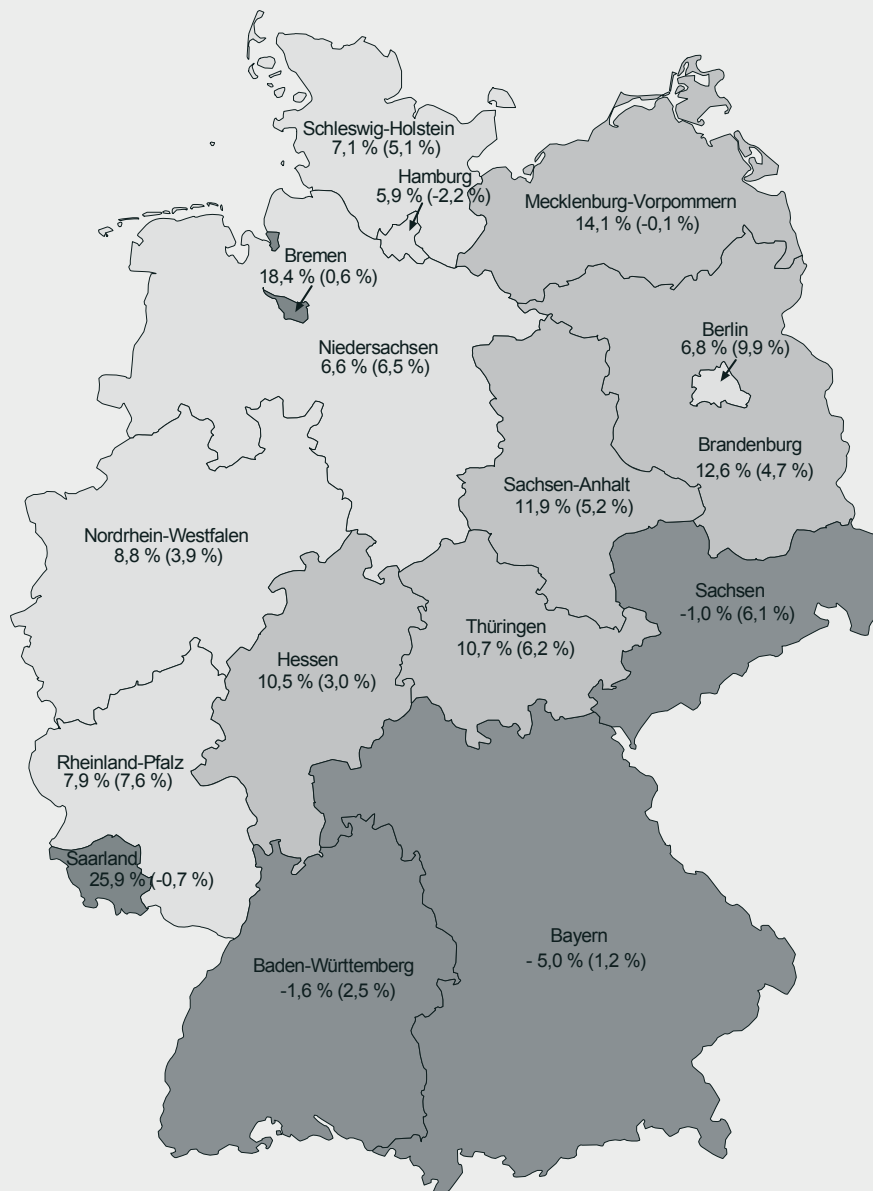 Schleswig-Holstein
7,1 % (5,1 %)
Hamburg
5,9 % (-2,2 %)
Mecklenburg-Vorpommern
14,1 % (-0,1 %)
Bremen
18,4 % (0,6 %)
Niedersachsen
6,6 % (6,5 %)
Berlin
6,8 % (9,9 %)
Brandenburg
12,6 % (4,7 %)
Sachsen-Anhalt
11,9 % (5,2 %)
Nordrhein-Westfalen
8,8 % (3,9 %)
Sachsen
-1,0 % (6,1 %)
Thüringen
10,7 % (6,2 %)
Hessen
10,5 % (3,0 %)
Rheinland-Pfalz
7,9 % (7,6 %)
Saarland
25,9 % (-0,7 %)
Bayern
- 5,0 % (1,2 %)
Baden-Württemberg
-1,6 % (2,5 %)